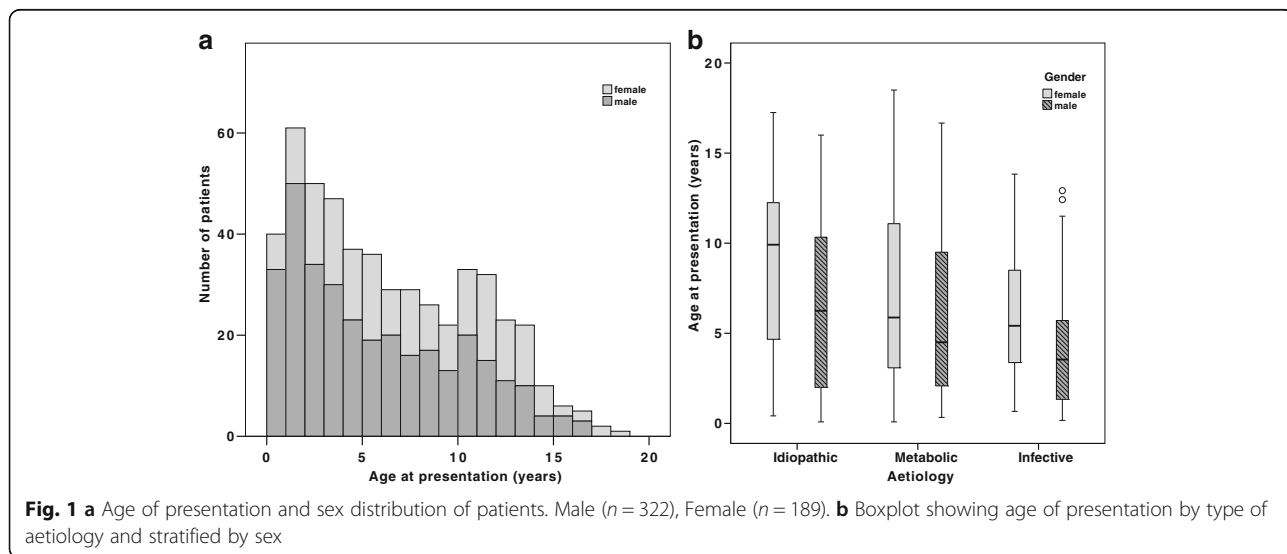 a
female
male
60
40
20
0
Number of patients
0 5 10 15 20
Age at presentation (years)
b
Gender
female
male
20
15
10
5
0
Age at presentation (years)
Idiopathic Metabolic Infective
Aetiology
Fig. 1 a Age of presentation and sex distribution of patients. Male (n = 322), Female (n = 189). b Boxplot showing age of presentation by type of
aetiology and stratified by sex